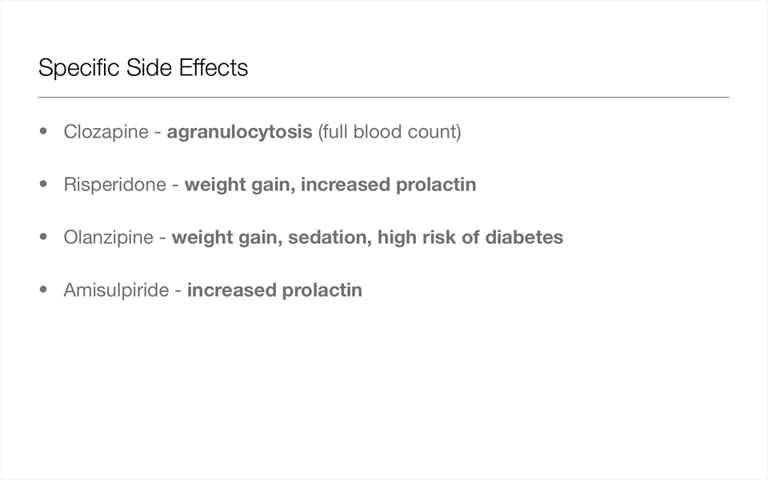 Specific Side Effects
• Clozapine - agranulocytosis (full blood count)
• Risperidone - weight gain, increased prolactin
• Olanzipine - weight gain, sedation, high risk of diabetes
• Amisulpiride - increased prolactin